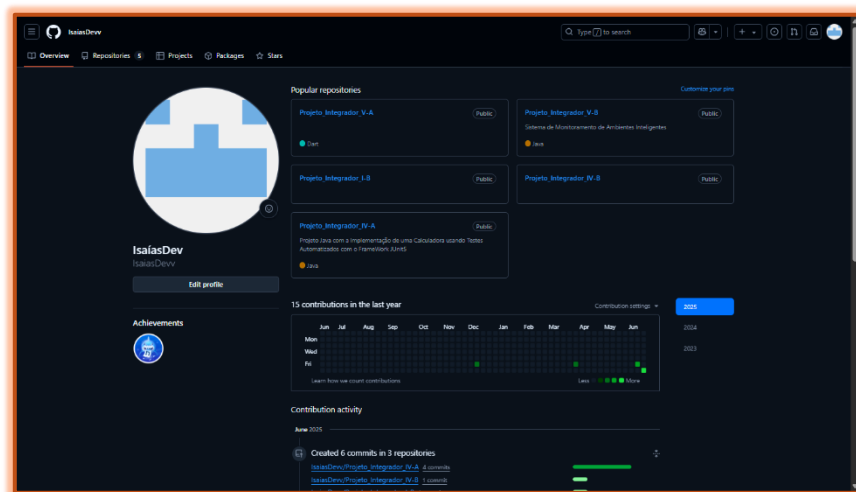 IsaíasDevv
Type / to search
Overview
Repositories 5
Projects
Packages
Stars
Popular repositories
Customize your pins
Projeto_Integrador_V-A
Public
Dart
Projeto_Integrador_V-B
Public
Sistema de Monitoramento de Ambientes Inteligentes
Java
Projeto_Integrador_I-B
Public
Projeto_Integrador_IV-B
Public
Projeto_Integrador_IV-A
Public
Projeto Java com a Implementação de uma Calculadora usando Testes
Automatizados com o FrameWork JUnit5
Java
IsaíasDev
IsaiasDevv
Edit profile
Achievements
15 contributions in the last year
Contribution settings
2025
2024
2023
Jun Jul Aug Sep Oct Nov Dec Jan Feb Mar Apr May Jun
Mon
Wed
Fri
Learn how we count contributions
Less More
Contribution activity
June 2025
Created 6 commits in 3 repositories
IsaiasDevv/Projeto_Integrador_IV-A 4 commits
IsaiasDevv/Projeto_Integrador_IV-B 1 commit